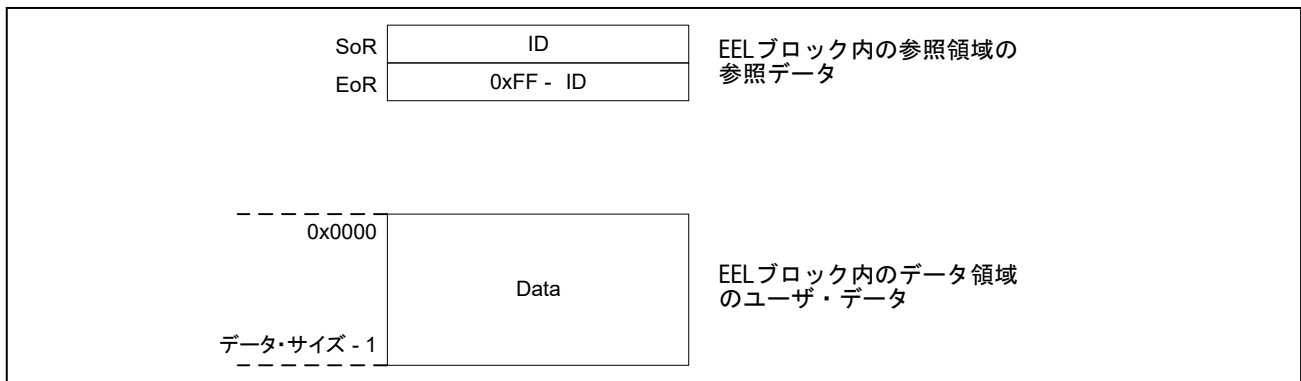 SoR
ID
EELブロック内の参照領域の
参照データ
EoR
0xFF - ID
0x0000
Data
EELブロック内のデータ領域
のユーザ・データ
データ・サイズ - 1